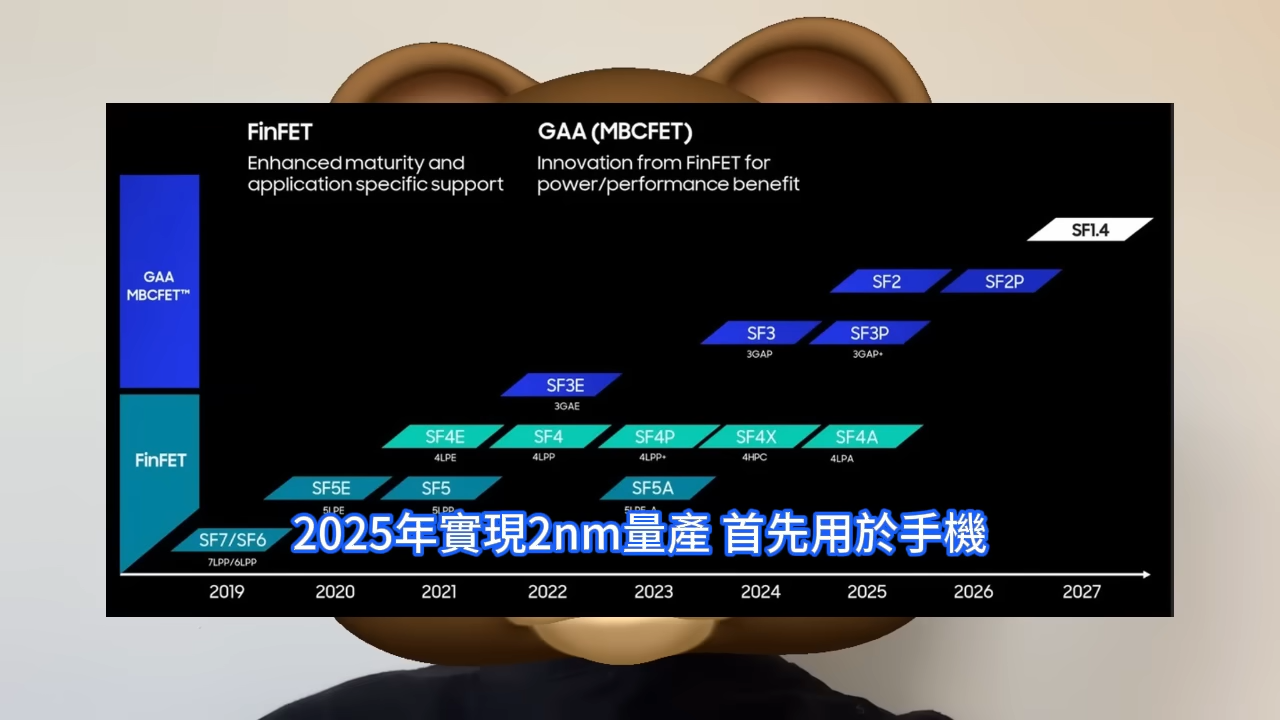 FinFET
Enhanced maturity and
application specific support
GAA (MBCFET)
Innovation from FinFET for
power/performance benefit
GAA
MBCFET™
FinFET
SF1.4
SF2
SF2P
SF3
3GAP
SF3P
3GAP+
SF3E
3GAE
SF4E
4LPE
SF4
4LPP
SF4P
4LPP+
SF4X
4HPC
SF4A
4LPA
SF5E
5LPE
SF5
5LPP
SF5A
SF7/SF6
7LPP/6LPP
2025年實現2nm量產 首先用於手機
2019
2020
2021
2022
2023
2024
2025
2026
2027